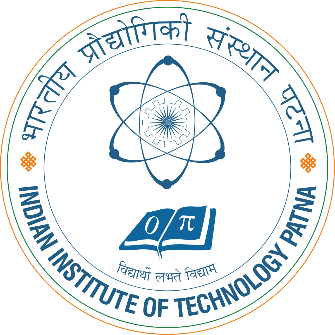 भारतीय प्रौद्योगिकी संस्थान पटना
0 π
विद्यार्थी लभते विद्याम
INDIAN INSTITUTE OF TECHNOLOGY PATNA